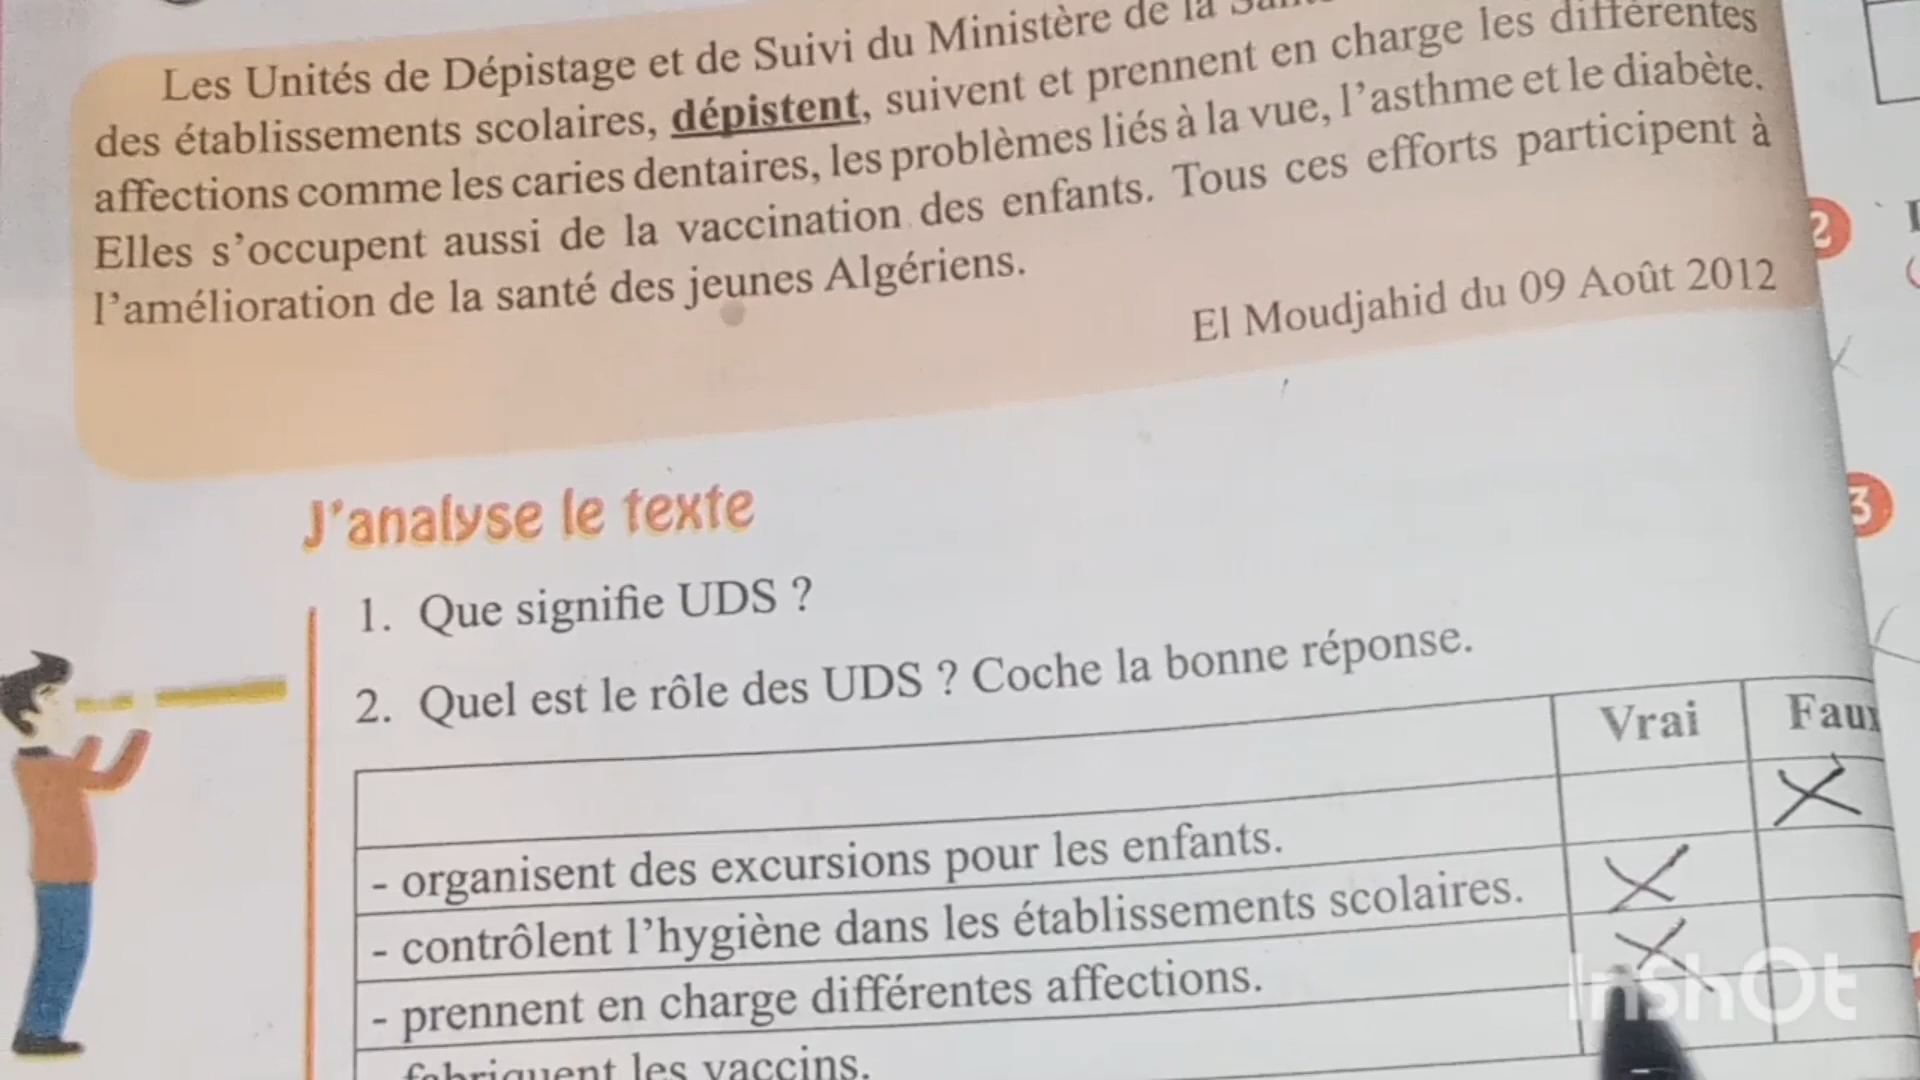 Les Unités de Dépistage et de Suivi du Ministère de la
des établissements scolaires, dépistent, suivent et prennent en charge les différentes
affections comme les caries dentaires, les problèmes liés à la vue, l'asthme et le diabète.
Elles s'occupent aussi de la vaccination des enfants. Tous ces efforts participent à
l'amélioration de la santé des jeunes Algériens.
El Moudjahid du 09 Août 2012
2
J'analyse le texte
3
1. Que signifie UDS ?
2. Quel est le rôle des UDS ? Coche la bonne réponse.
Vrai Faux
- organisent des excursions pour les enfants.
- contrôlent l'hygiène dans les établissements scolaires.
- prennent en charge différentes affections.
fabriquent les vaccins.
InShOt